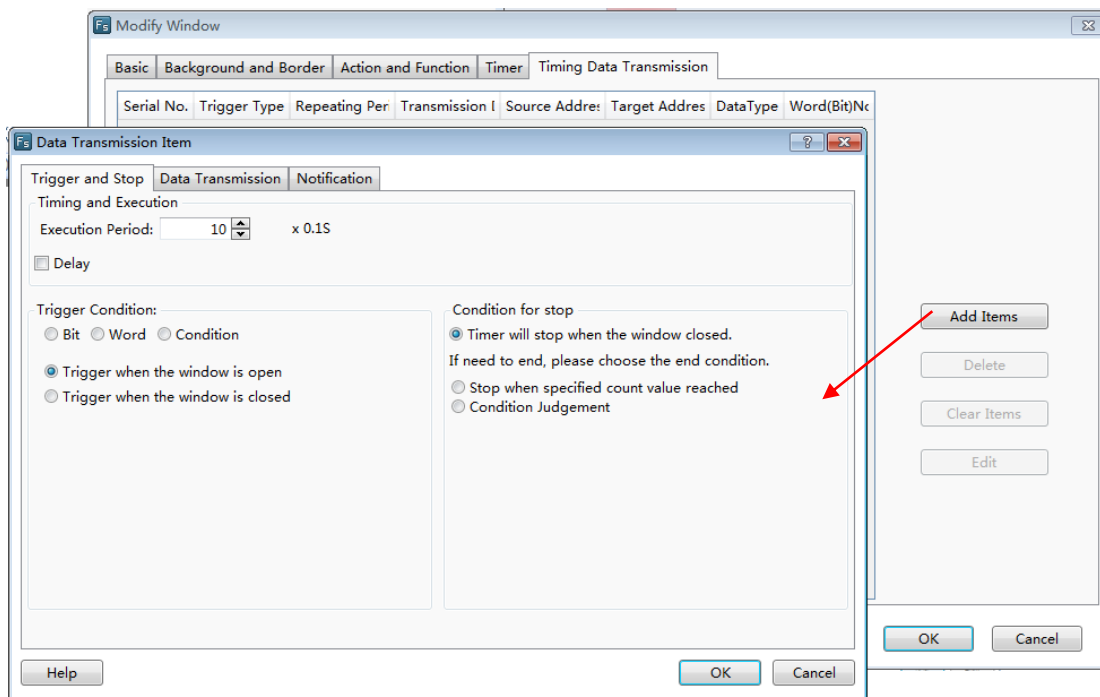 Fs Modify Window
Basic Background and Border Action and Function Timer Timing Data Transmission
Serial No. Trigger Type Repeating Peri Transmission I Source Addres Target Addres DataType Word(Bit)Nc
Fs Data Transmission Item
Trigger and Stop Data Transmission Notification
Timing and Execution
Execution Period: 10 x 0.1S
Delay
Trigger Condition:
Bit Word Condition
Trigger when the window is open
Trigger when the window is closed
Condition for stop
Timer will stop when the window closed.
If need to end, please choose the end condition.
Stop when specified count value reached
Condition Judgement
Help OK Cancel
Add Items
Delete
Clear Items
Edit
OK Cancel